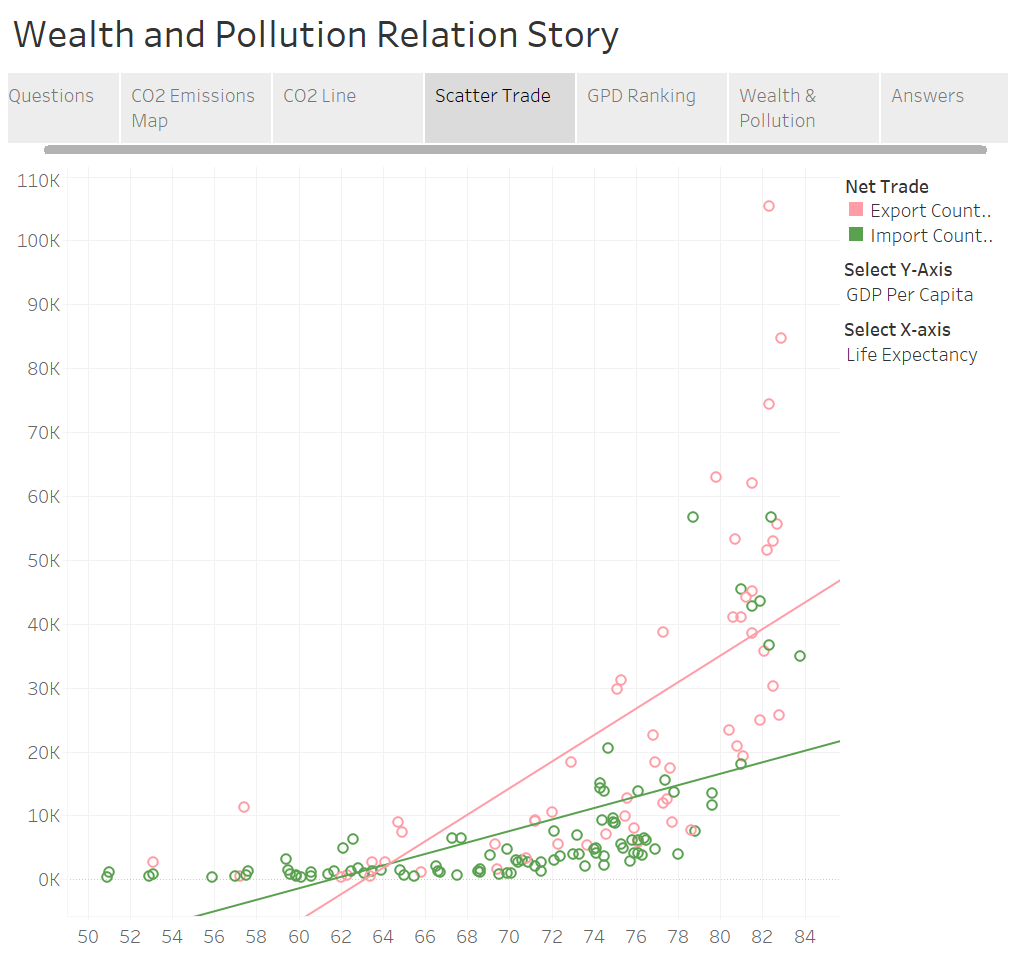 Wealth and Pollution Relation Story
Questions
CO2 Emissions
Map
CO2 Line
Scatter Trade
GPD Ranking
Wealth &
Pollution
Answers
110K
100K
90K
80K
70K
60K
50K
40K
30K
20K
10K
0K
50 52 54 56 58 60 62 64 66 68 70 72 74 76 78 80 82 84
Net Trade
Export Count..
Import Count..
Select Y-Axis
GDP Per Capita
Select X-axis
Life Expectancy